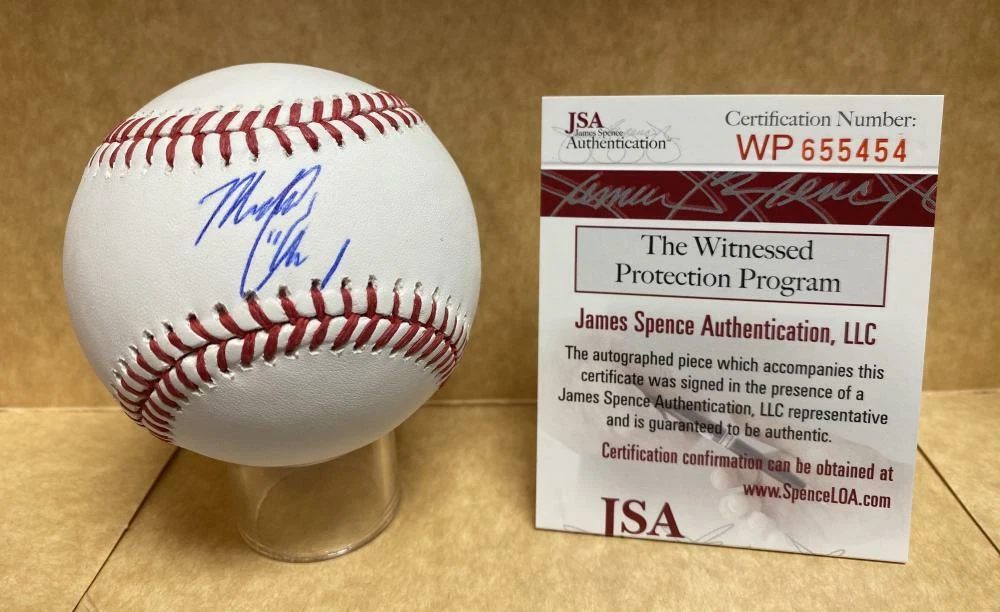 JSA
James Spence
Authentication
Certification Number:
WP 655454
The Witnessed
Protection Program
James Spence Authentication, LLC
The autographed piece which accompanies this
certificate was signed in the presence of a
James Spence Authentication, LLC representative
and is guaranteed to be authentic.
Certification confirmation can be obtained at
www.SpenceLOA.com
JSA